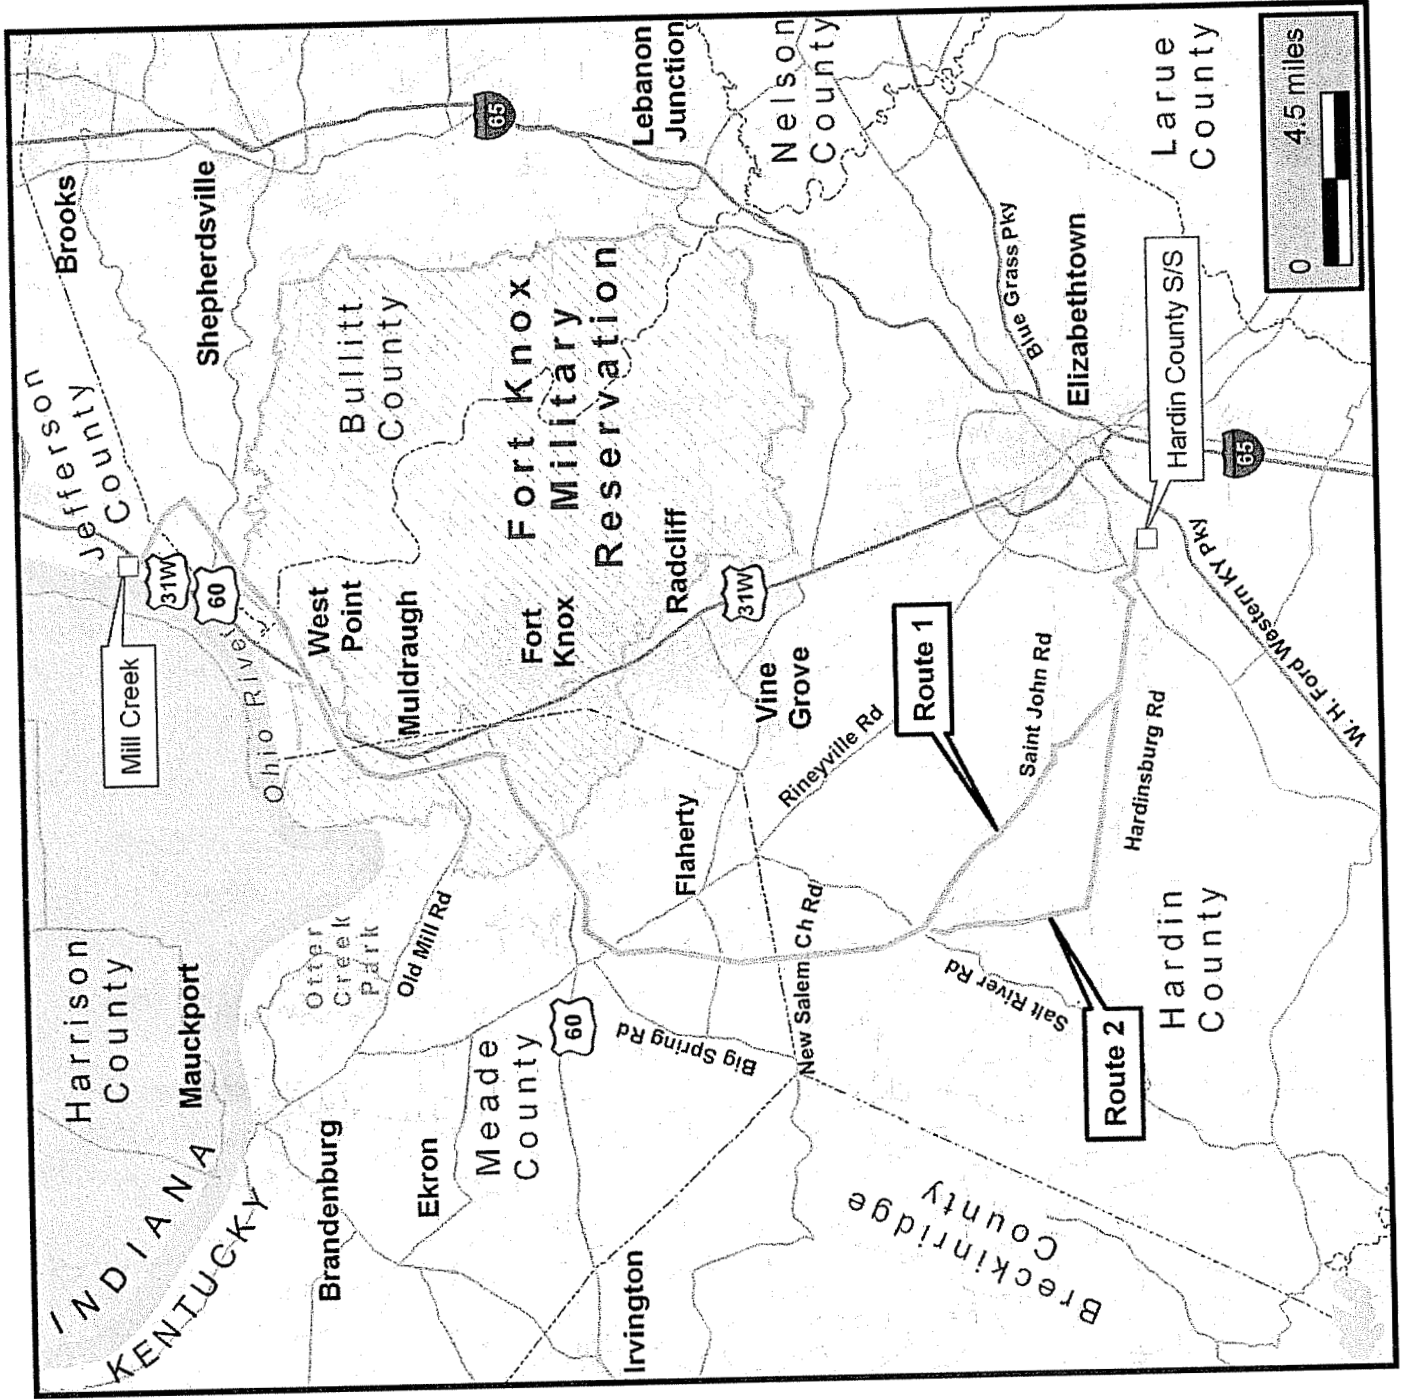 INDIANA
KENTUCKY
Harrison
County
Mauckport
Brandenburg
Ekron
Meade
County
Irvington
Breckinridge
County
Otter
Creek
Park
Old Mill Rd
60
Big Spring Rd
New Salem Ch Rd
Salt River Rd
Route 2
Hardin
County
Mill Creek
Ohio River
Muldraugh
West
Point
Fort
Knox
Flaherty
Vine
Grove
Rineyville Rd
Route 1
Saint John Rd
Hardinsburg Rd
W. H. Ford Western KY Pky
Jefferson
County
31W
60
Radcliff
31W
Fort Knox
Military
Reservation
Bullitt
County
Brooks
Shepherdsville
65
Lebanon
Junction
Nelson
County
Blue Grass Pky
Elizabethtown
Hardin County S/S
65
Larue
County
0 4.5 miles